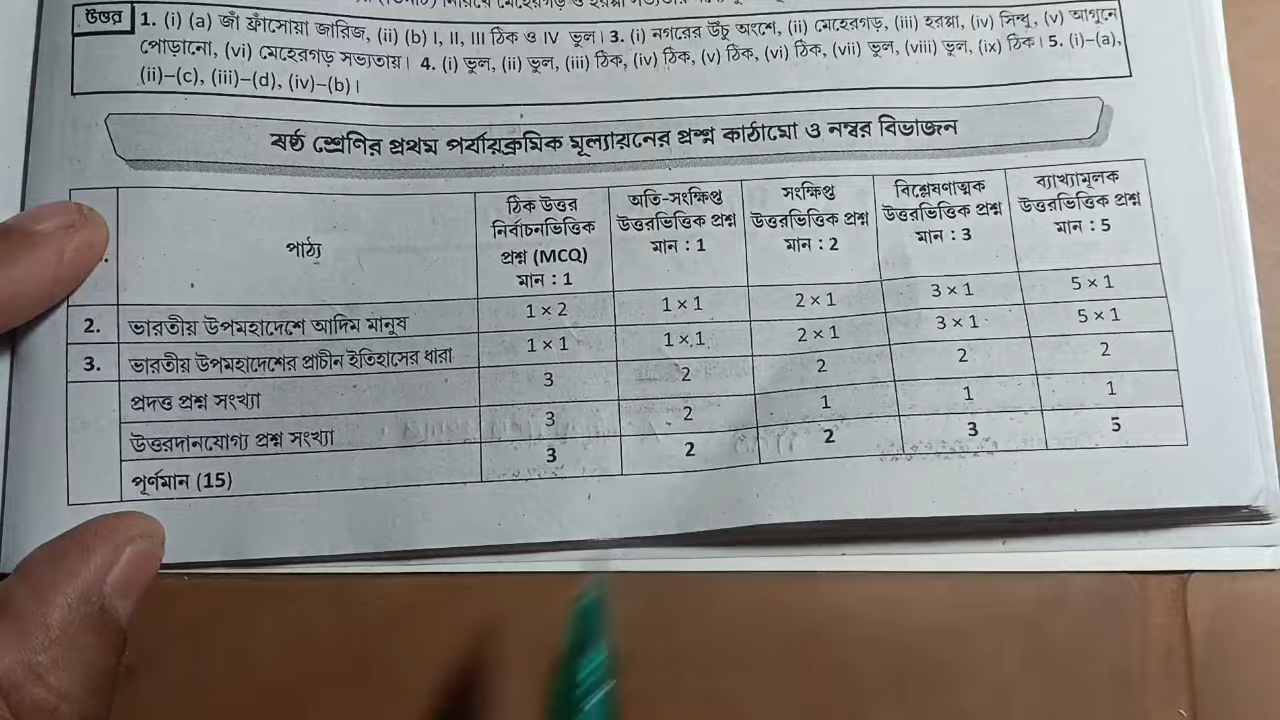 উত্তর 1. (i) (a) জাঁ ফ্রাঁসোয়া জারিজ, (ii) (b) I, II, III ঠিক ও IV ভুল। 3. (i) নগরের উঁচু অংশে, (ii) মেহেরগড়, (iii) হরপ্পা, (iv) সিন্ধু, (v) আগুনে
পোড়ানো, (vi) মেহেরগড় সভ্যতায়। 4. (i) ভুল, (ii) ভুল, (iii) ঠিক, (iv) ঠিক, (v) ঠিক, (vi) ঠিক, (vii) ভুল, (viii) ভুল, (ix) ঠিক। 5. (i)–(a),
(ii)–(c), (iii)–(d), (iv)–(b)।
ষষ্ঠ শ্রেণির প্রথম পর্যায়ক্রমিক মূল্যায়নের প্রশ্ন কাঠামো ও নম্বর বিভাজন
পাঠ্য
ঠিক উত্তর
নির্বাচনভিত্তিক
প্রশ্ন (MCQ)
মান : 1
অতি-সংক্ষিপ্ত
উত্তরভিত্তিক প্রশ্ন
মান : 1
সংক্ষিপ্ত
উত্তরভিত্তিক প্রশ্ন
মান : 2
বিশ্লেষণাত্মক
উত্তরভিত্তিক প্রশ্ন
মান : 3
ব্যাখ্যামূলক
উত্তরভিত্তিক প্রশ্ন
মান : 5
2. ভারতীয় উপমহাদেশে আদিম মানুষ 1 × 2 1 × 1 2 × 1 3 × 1 5 × 1
3. ভারতীয় উপমহাদেশের প্রাচীন ইতিহাসের ধারা 1 × 1 1 × 1 2 × 1 3 × 1 5 × 1
প্রদত্ত প্রশ্ন সংখ্যা 3 2 2 2 2
উত্তরদানযোগ্য প্রশ্ন সংখ্যা 3 2 1 1 1
পূর্ণমান (15) 3 2 2 3 5